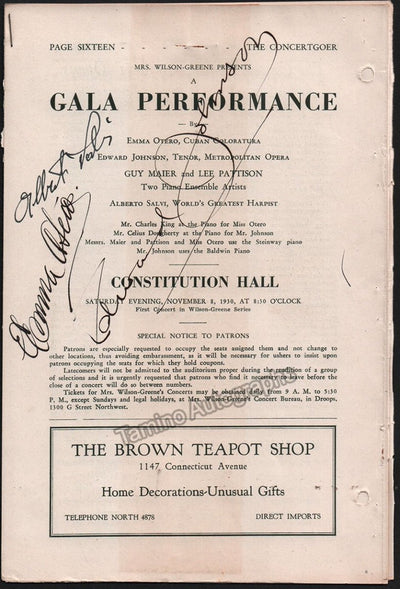 PAGE SIXTEEN - - - - - - THE CONCERTGOER
MRS. WILSON-GREENE PRESENTS
A
GALA PERFORMANCE
— By —
EMMA OTERO, CUBAN COLORATURA
EDWARD JOHNSON, TENOR, METROPOLITAN OPERA
GUY MAIER and LEE PATTISON
Two Piano Ensemble Artists
ALBERTO SALVI, WORLD'S GREATEST HARPIST
Mr. Charles King at the Piano for Miss Otero
Mr. Celius Dougherty at the Piano for Mr. Johnson
Messrs. Maier and Pattison and Miss Otero use the Steinway piano
Mr. Johnson uses the Baldwin Piano
CONSTITUTION HALL
SATURDAY EVENING, NOVEMBER 8, 1930, AT 8:30 O'CLOCK
First Concert in Wilson-Greene Series
SPECIAL NOTICE TO PATRONS
Patrons are especially requested to occupy the seats assigned them and not change to
other locations, thus avoiding embarrassment, as it will be necessary for ushers to insist upon
patrons occupying the seats for which they hold coupons.
Latecomers will not be admitted to the auditorium proper during the rendition of a group
of selections and it is urgently requested that patrons who find it necessary to leave before the
close of a concert will do so between numbers.
Tickets for Mrs. Wilson-Greene's Concerts may be obtained daily from 9 A. M. to 5:30
P. M., except Sundays and legal holidays, at Mrs. Wilson-Greene's Concert Bureau, in Droops,
1300 G Street Northwest.
THE BROWN TEAPOT SHOP
1147 Connecticut Avenue
Home Decorations-Unusual Gifts
TELEPHONE NORTH 4878 DIRECT IMPORTS
Alberto Salvi
Emma Otero
Edward Johnson
Tamino Autographs